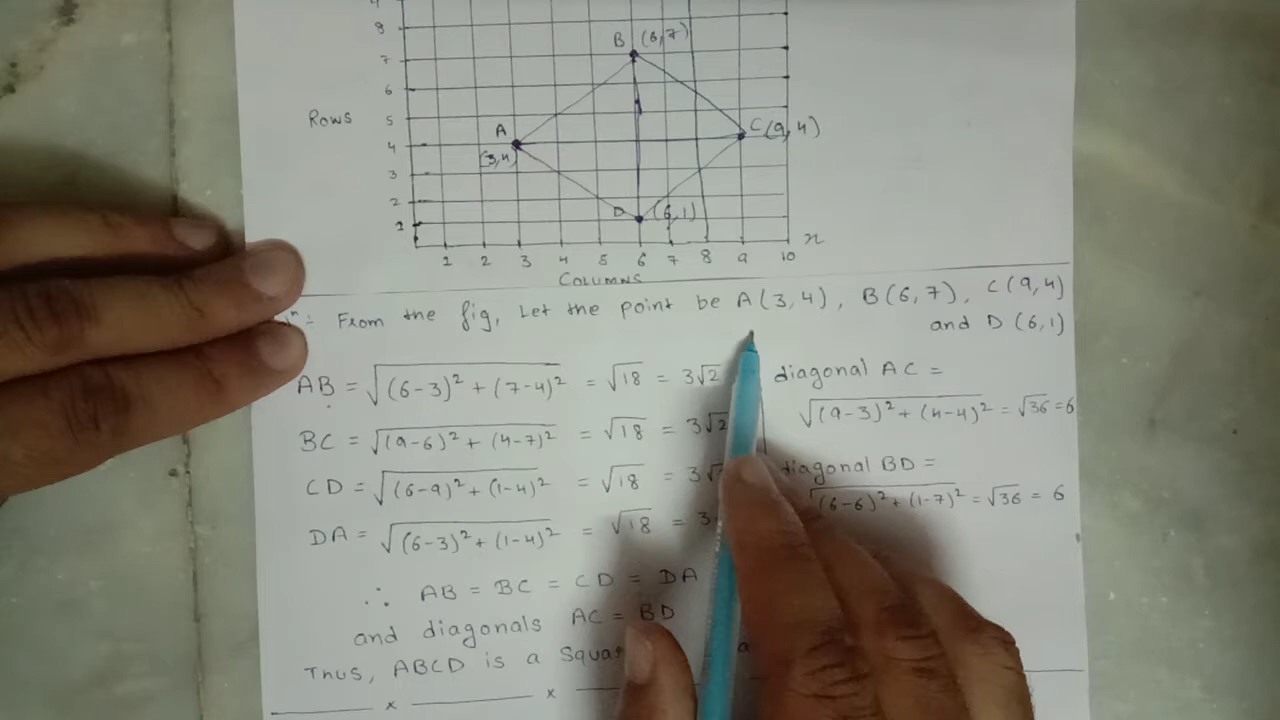 8
7
B (6,7)
6
Rows
5
A
C(9,4)
4
(3,4)
3
2
D (6,1)
1
x
1 2 3 4 5 6 7 8 9 10
COLUMNS
From the fig, Let the point be A(3,4), B(6,7), C(9,4)
and D (6,1)
AB = √((6-3)² + (7-4)²) = √18 = 3√2
BC = √((9-6)² + (4-7)²) = √18 = 3√2
CD = √((6-9)² + (1-4)²) = √18 = 3√
DA = √((6-3)² + (1-4)²) = √18 = 3
∴ AB = BC = CD = DA
and diagonals AC = BD
Thus, ABCD is a
x x
diagonal AC =
√((9-3)² + (4-4)²) = √36 = 6
diagonal BD =
√((6-6)² + (1-7)²) = √36 = 6